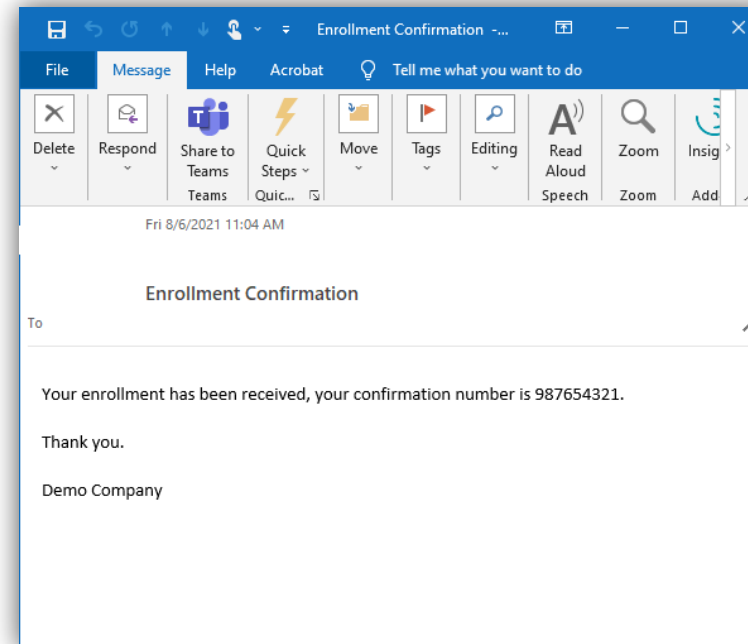 Enrollment Confirmation -...
File Message Help Acrobat Tell me what you want to do
Delete Respond Share to Teams Quick Steps Move Tags Editing Read Aloud Zoom Insig
Teams Quic... Speech Zoom Add
Fri 8/6/2021 11:04 AM
Enrollment Confirmation
To
Your enrollment has been received, your confirmation number is 987654321.
Thank you.
Demo Company